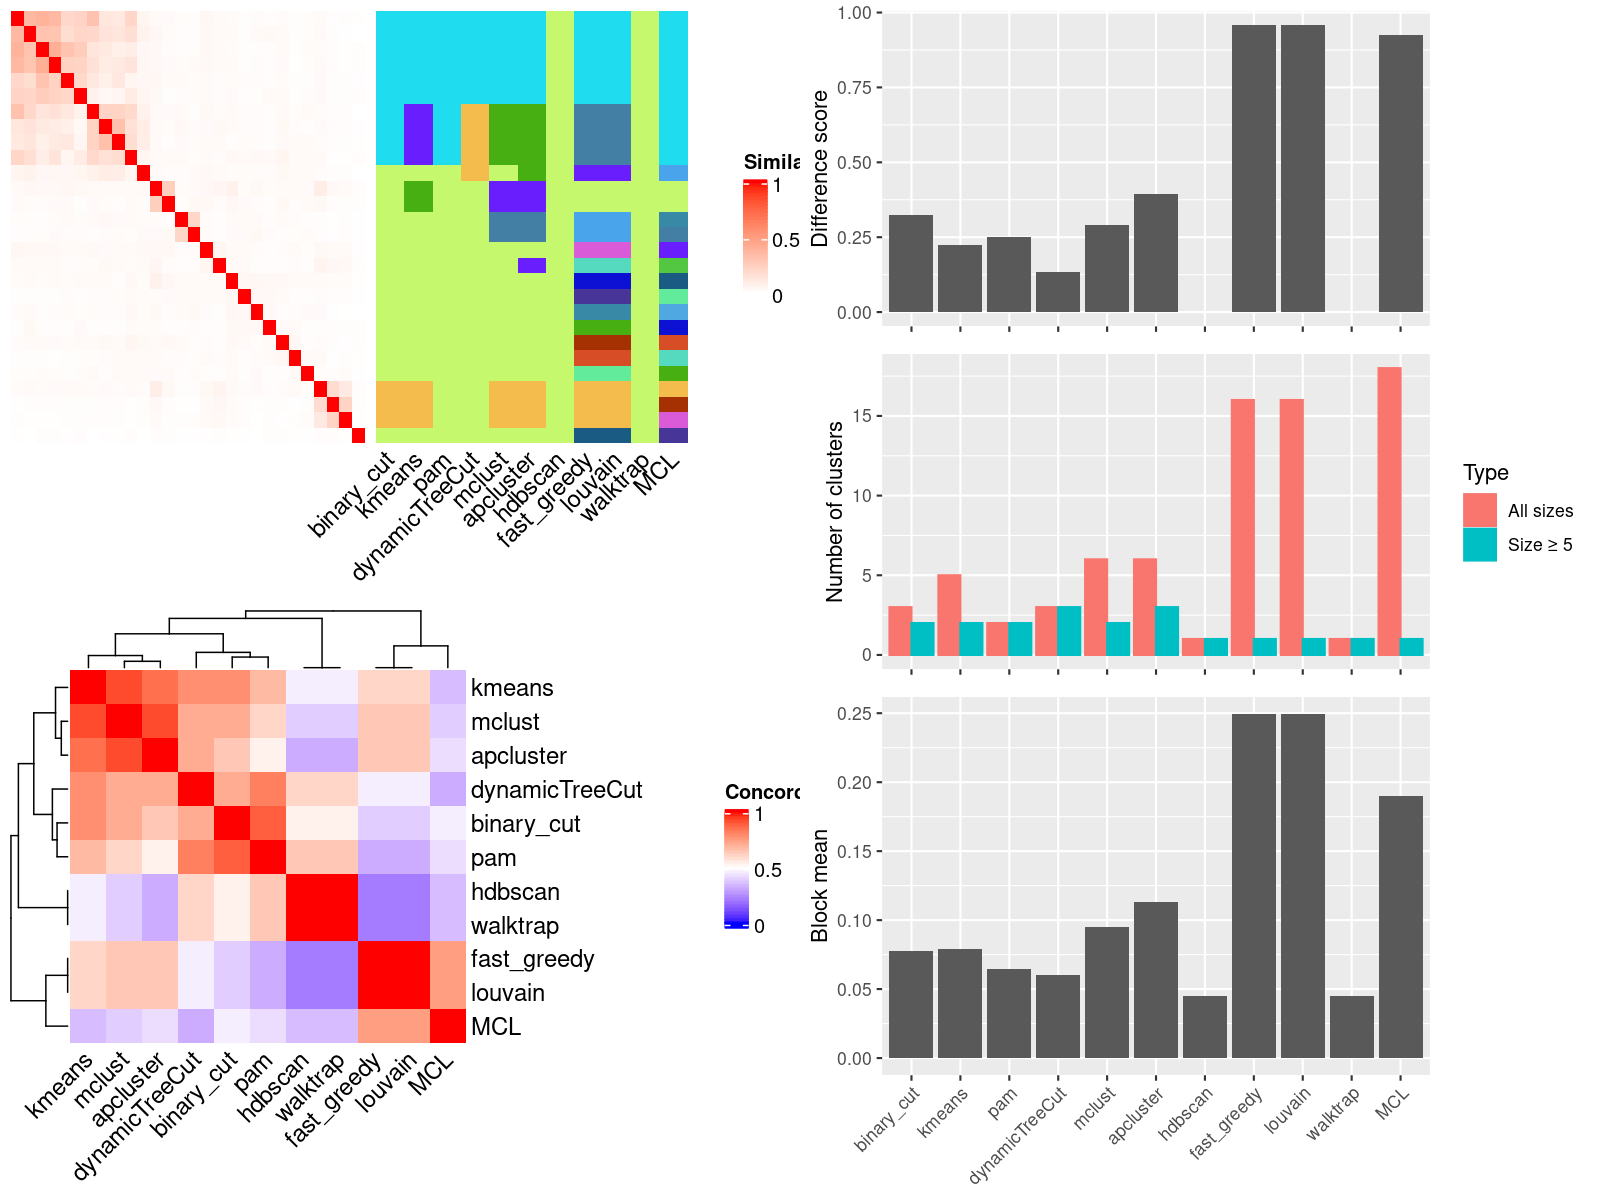 Simila
1
0.5
0
binary_cut
kmeans
pam
dynamicTreeCut
mclust
apcluster
hdbscan
fast_greedy
louvain
walktrap
MCL
Difference score
1.00
0.75
0.50
0.25
0.00
Number of clusters
15
10
5
0
Type
All sizes
Size ≥ 5
kmeans
mclust
apcluster
dynamicTreeCut
binary_cut
pam
hdbscan
walktrap
fast_greedy
louvain
MCL
kmeans
mclust
apcluster
dynamicTreeCut
binary_cut
pam
hdbscan
walktrap
fast_greedy
louvain
MCL
Concord
1
0.5
0
Block mean
0.25
0.20
0.15
0.10
0.05
0.00
binary_cut
kmeans
pam
dynamicTreeCut
mclust
apcluster
hdbscan
fast_greedy
louvain
walktrap
MCL